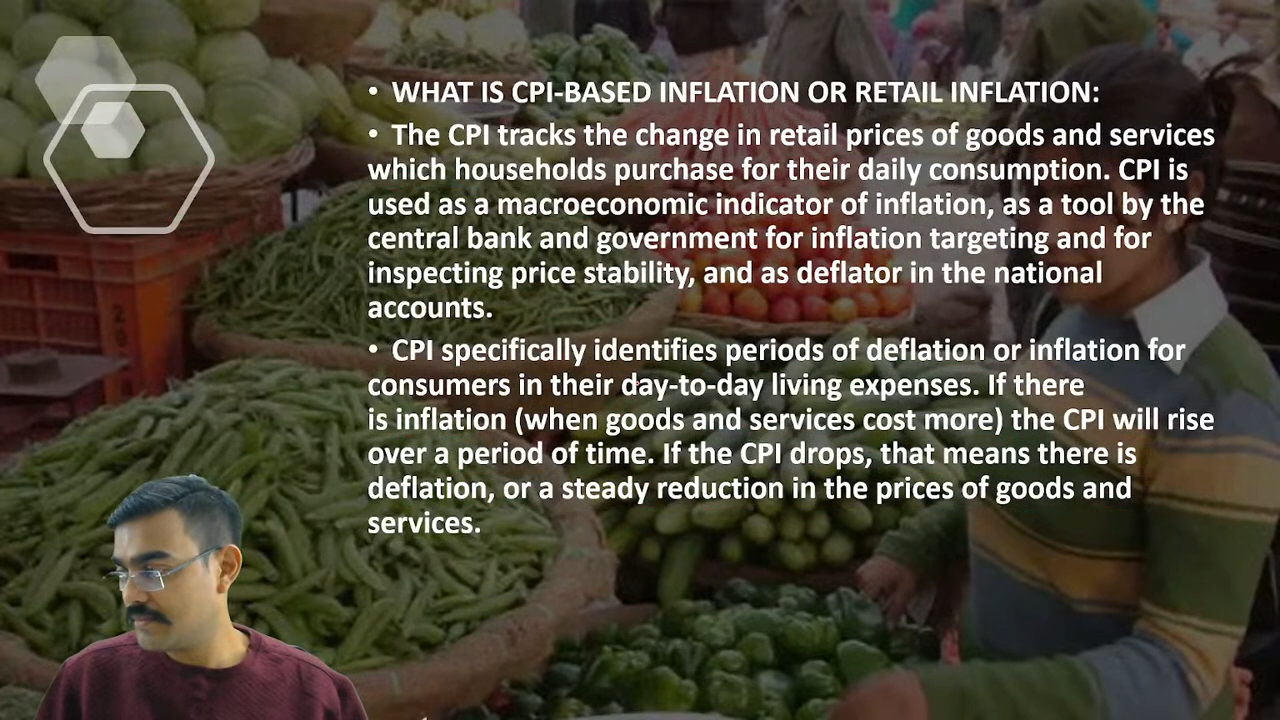 • WHAT IS CPI-BASED INFLATION OR RETAIL INFLATION:
• The CPI tracks the change in retail prices of goods and services
which households purchase for their daily consumption. CPI is
used as a macroeconomic indicator of inflation, as a tool by the
central bank and government for inflation targeting and for
inspecting price stability, and as deflator in the national
accounts.
• CPI specifically identifies periods of deflation or inflation for
consumers in their day-to-day living expenses. If there
is inflation (when goods and services cost more) the CPI will rise
over a period of time. If the CPI drops, that means there is
deflation, or a steady reduction in the prices of goods and
services.